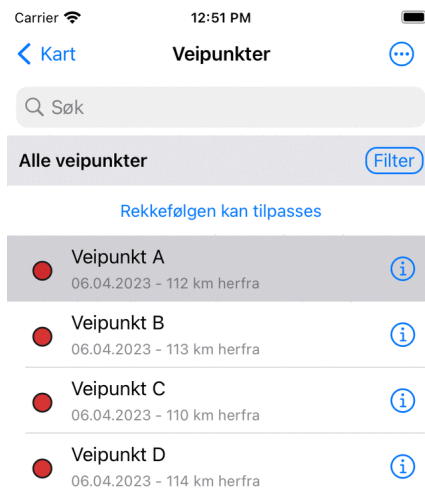 Carrier 12:51 PM
Kart Veipunkter
Søk
Alle veipunkter Filter
Rekkefølgen kan tilpasses
Veipunkt A
06.04.2023 - 112 km herfra
Veipunkt B
06.04.2023 - 113 km herfra
Veipunkt C
06.04.2023 - 110 km herfra
Veipunkt D
06.04.2023 - 114 km herfra